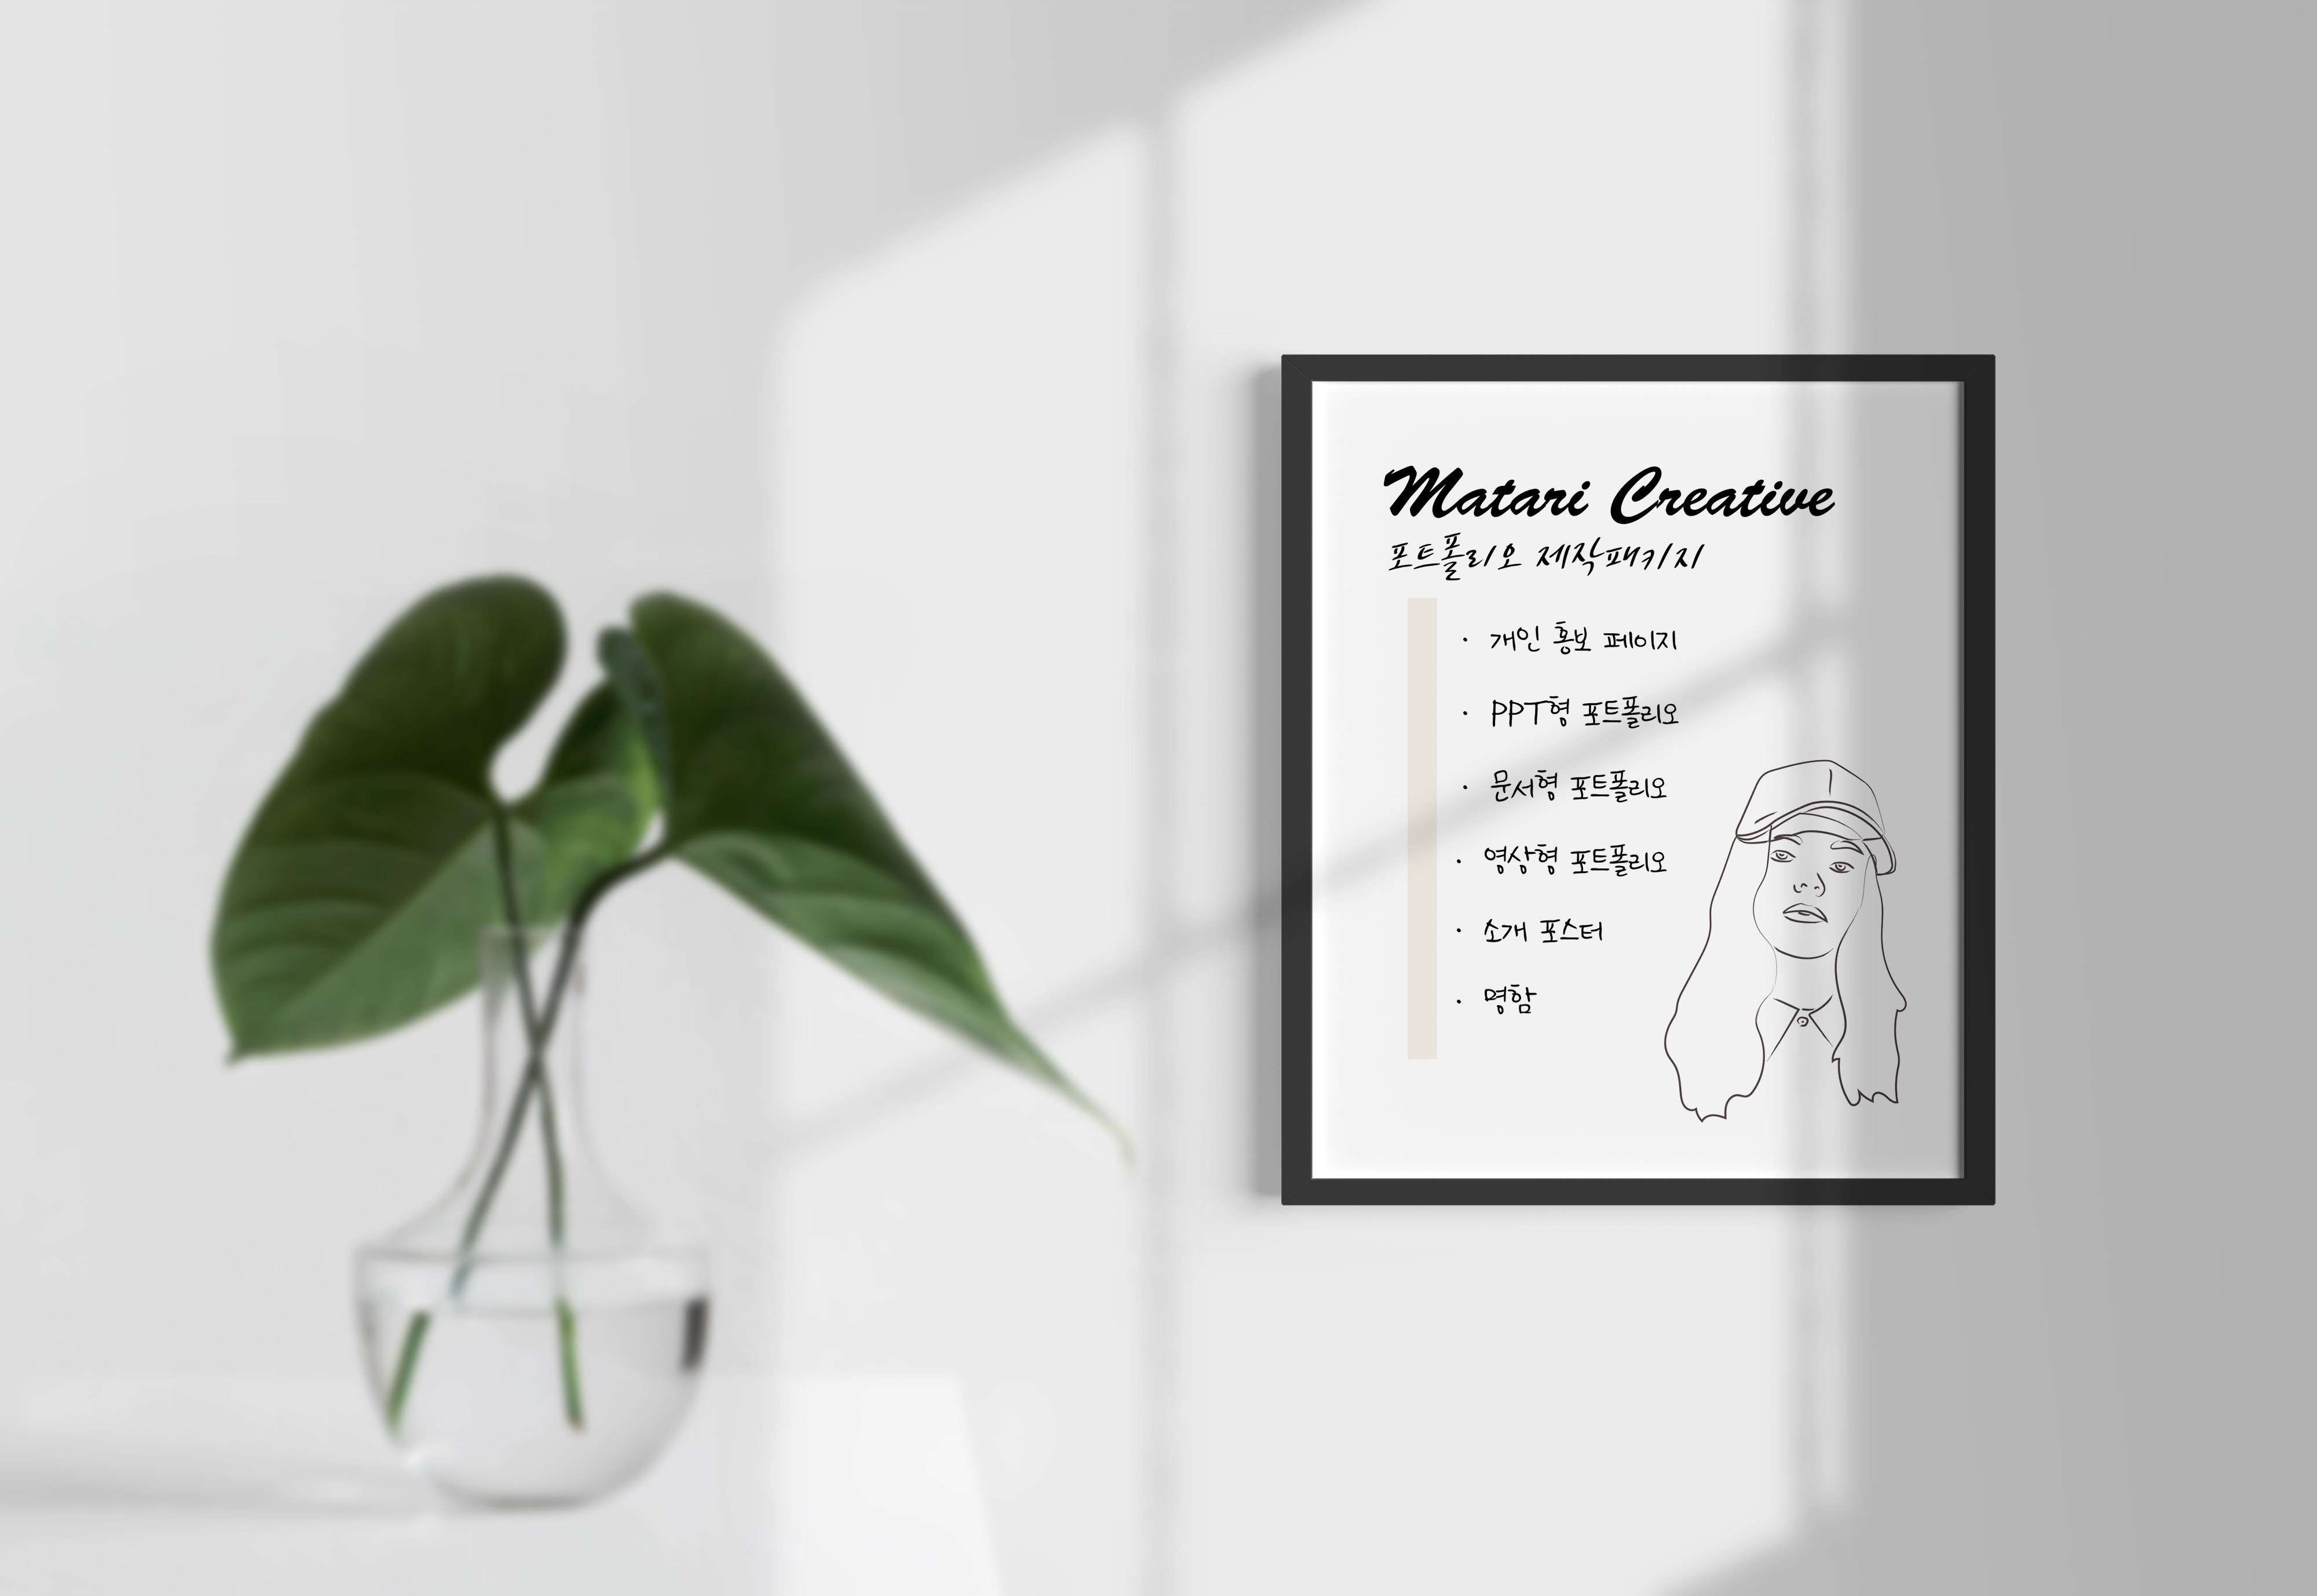 Matari Creative
포트폴리오 제작패키지
· 개인 홍보 페이지
· PPT형 포트폴리오
· 문서형 포트폴리오
· 영상형 포트폴리오
· 소개 포스터
· 명함